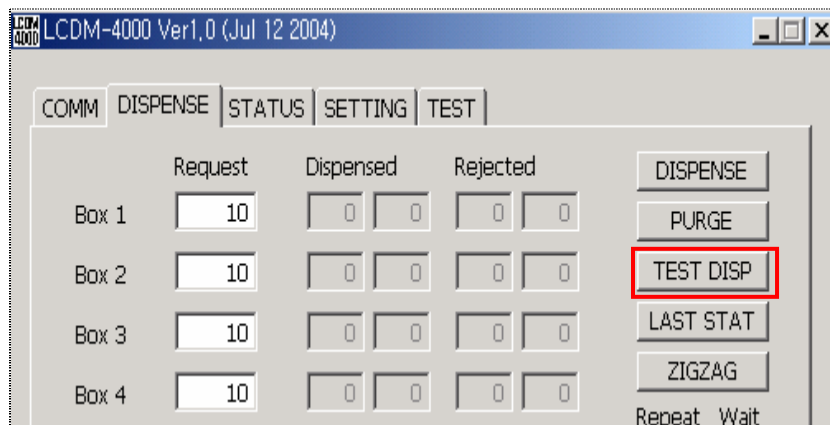 LCDM 4000 LCDM-4000 Ver1,0 (Jul 12 2004)
COMM DISPENSE STATUS SETTING TEST
Request Dispensed Rejected DISPENSE
Box 1 10 0 0 0 0 PURGE
Box 2 10 0 0 0 0 TEST DISP
Box 3 10 0 0 0 0 LAST STAT
Box 4 10 0 0 0 0 ZIGZAG
Repeat Wait